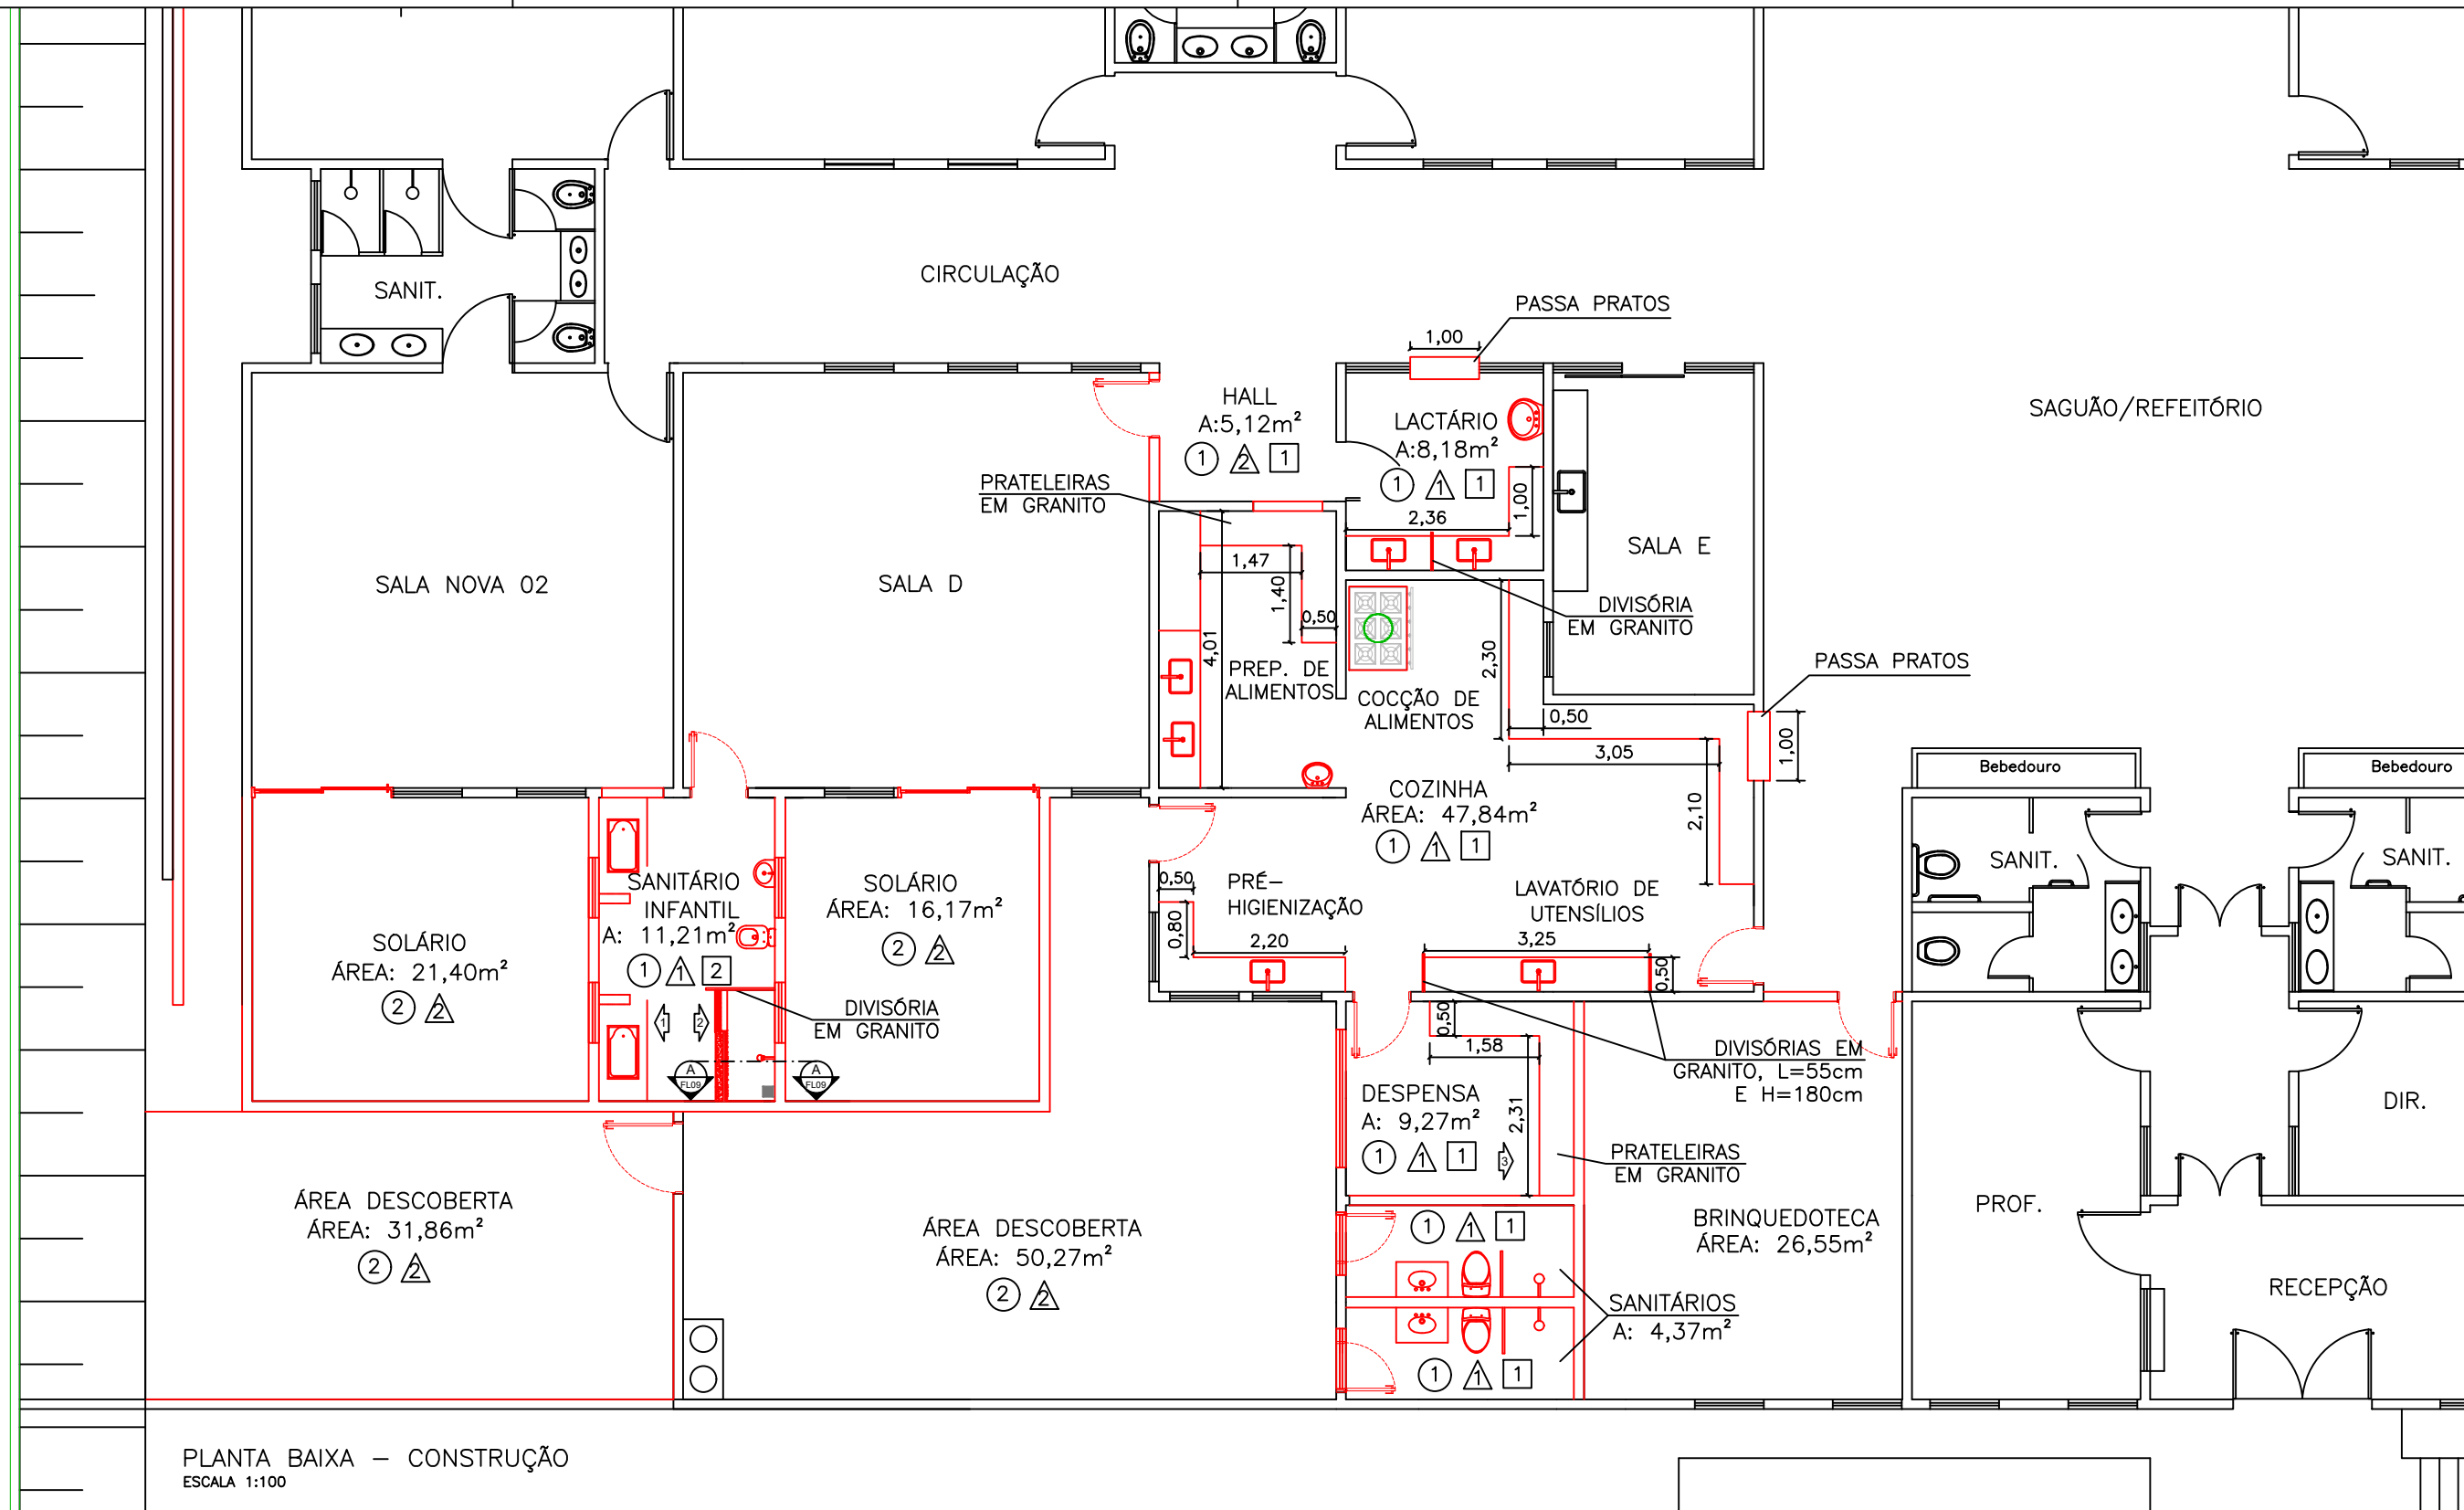 SANIT.
CIRCULAÇÃO
PASSA PRATOS
1,00
HALL
A:5,12m²
1 2 1
LACTÁRIO
A:8,18m²
1 1 1
SAGUÃO/REFEITÓRIO
PRATELEIRAS
EM GRANITO
2,36
1,00
SALA NOVA 02
SALA D
SALA E
1,47
1,40
0,50
4,01
DIVISÓRIA
EM GRANITO
2,30
PREP. DE
ALIMENTOS
COCÇÃO DE
ALIMENTOS
PASSA PRATOS
0,50
3,05
1,00
2,10
Bebedouro
Bebedouro
COZINHA
ÁREA: 47,84m²
1 1 1
SANIT.
SANIT.
SANITÁRIO
INFANTIL
A: 11,21m²
1 1 2
SOLÁRIO
ÁREA: 16,17m²
2 2
0,50
0,80
PRÉ-
HIGIENIZAÇÃO
2,20
LAVATÓRIO DE
UTENSÍLIOS
3,25
0,50
SOLÁRIO
ÁREA: 21,40m²
2 2
DIVISÓRIA
EM GRANITO
1 2
A
FL09
A
FL09
0,50
1,58
2,31
DIVISÓRIAS EM
GRANITO, L=55cm
E H=180cm
DESPENSA
A: 9,27m²
1 1 1 3
DIR.
PRATELEIRAS
EM GRANITO
ÁREA DESCOBERTA
ÁREA: 31,86m²
2 2
ÁREA DESCOBERTA
ÁREA: 50,27m²
2 2
1 1 1
BRINQUEDOTECA
ÁREA: 26,55m²
PROF.
RECEPÇÃO
SANITÁRIOS
A: 4,37m²
1 1 1
PLANTA BAIXA – CONSTRUÇÃO
ESCALA 1:100